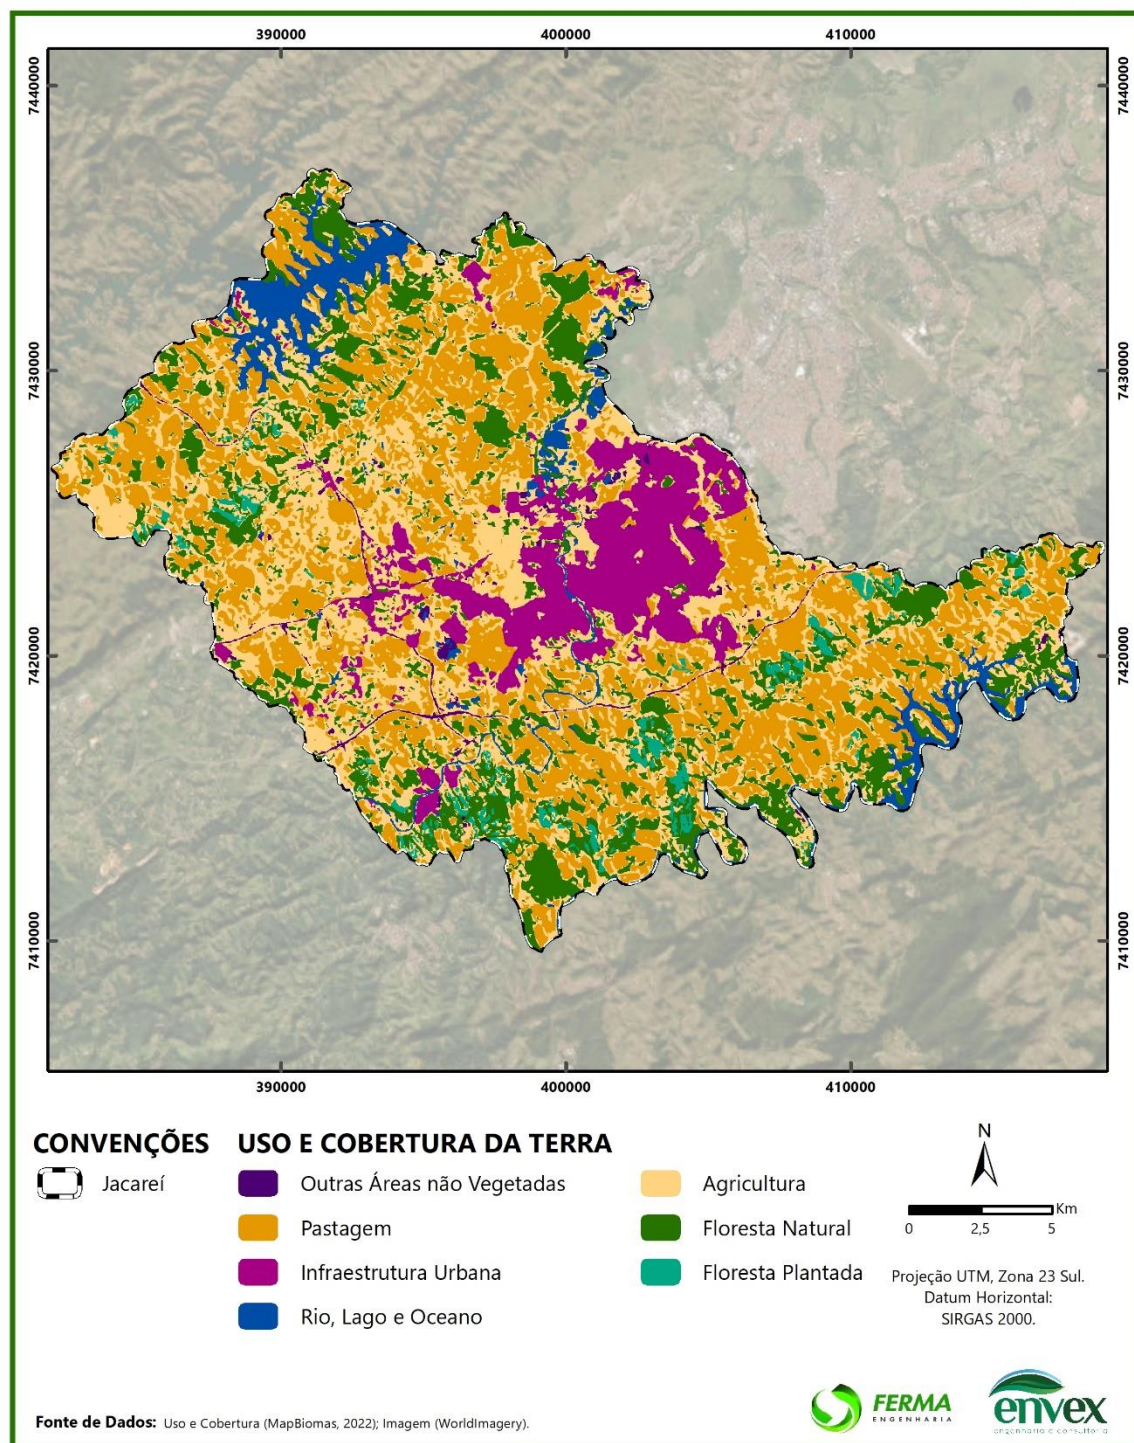 390000 400000 410000
7440000 7440000
7430000 7430000
7420000 7420000
7410000 7410000
390000 400000 410000
CONVENÇÕES USO E COBERTURA DA TERRA
N
Jacareí Outras Áreas não Vegetadas Agricultura
Pastagem Floresta Natural
Km
0 2,5 5
Infraestrutura Urbana Floresta Plantada
Rio, Lago e Oceano
Projeção UTM, Zona 23 Sul.
Datum Horizontal:
SIRGAS 2000.
FERMA
ENGENHARIA
envex
engenharia e consultoria
Fonte de Dados: Uso e Cobertura (MapBiomas, 2022); Imagem (WorldImagery).